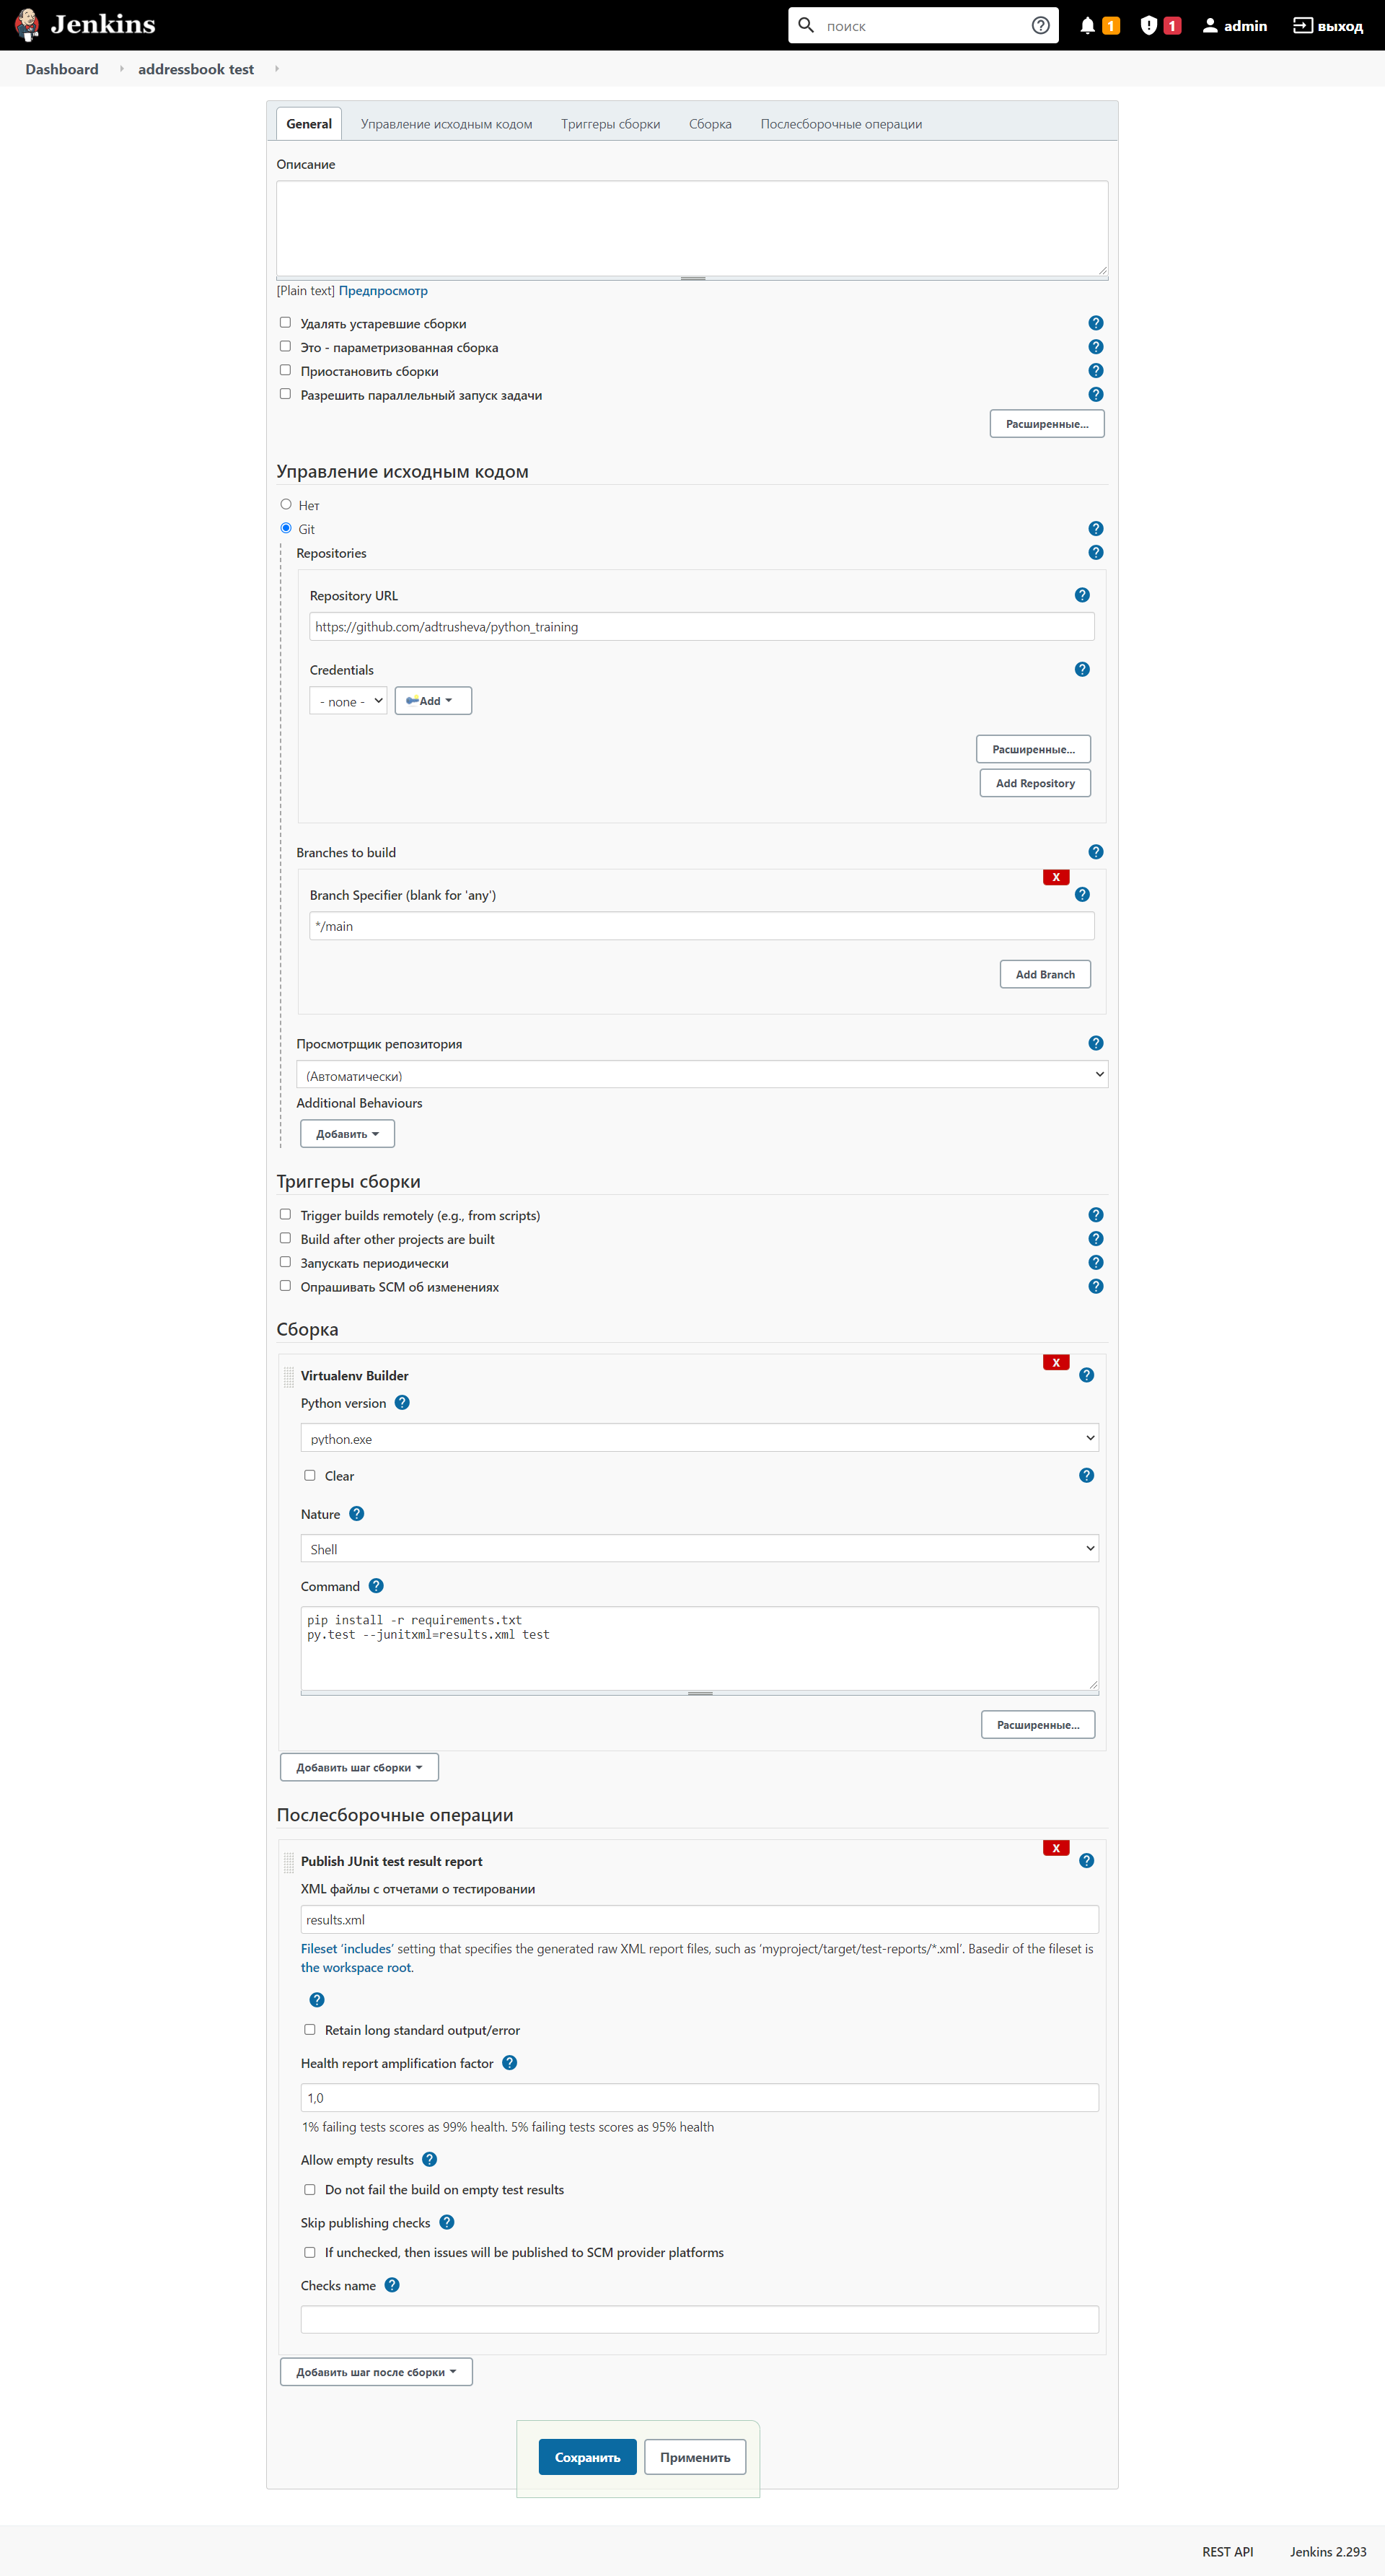 Jenkins
поиск
1
1
admin
выход
Dashboard
addressbook test
General
Управление исходным кодом
Триггеры сборки
Сборка
Послесборочные операции
Описание
[Plain text] Предпросмотр
Удалять устаревшие сборки
Это - параметризованная сборка
Приостановить сборки
Разрешить параллельный запуск задачи
Расширенные...
Управление исходным кодом
Нет
Git
Repositories
Repository URL
https://github.com/adtrusheva/python_training
Credentials
- none -
Add
Расширенные...
Add Repository
Branches to build
X
Branch Specifier (blank for 'any')
*/main
Add Branch
Просмотрщик репозитория
(Автоматически)
Additional Behaviours
Добавить
Триггеры сборки
Trigger builds remotely (e.g., from scripts)
Build after other projects are built
Запускать периодически
Опрашивать SCM об изменениях
Сборка
X
Virtualenv Builder
Python version
python.exe
Clear
Nature
Shell
Command
pip install -r requirements.txt
py.test --junitxml=results.xml test
Расширенные...
Добавить шаг сборки
Послесборочные операции
X
Publish JUnit test result report
XML файлы с отчетами о тестировании
results.xml
Fileset ‘includes’ setting that specifies the generated raw XML report files, such as ‘myproject/target/test-reports/*.xml’. Basedir of the fileset is
the workspace root.
Retain long standard output/error
Health report amplification factor
1,0
1% failing tests scores as 99% health. 5% failing tests scores as 95% health
Allow empty results
Do not fail the build on empty test results
Skip publishing checks
If unchecked, then issues will be published to SCM provider platforms
Checks name
Добавить шаг после сборки
Сохранить
Применить
REST API
Jenkins 2.293